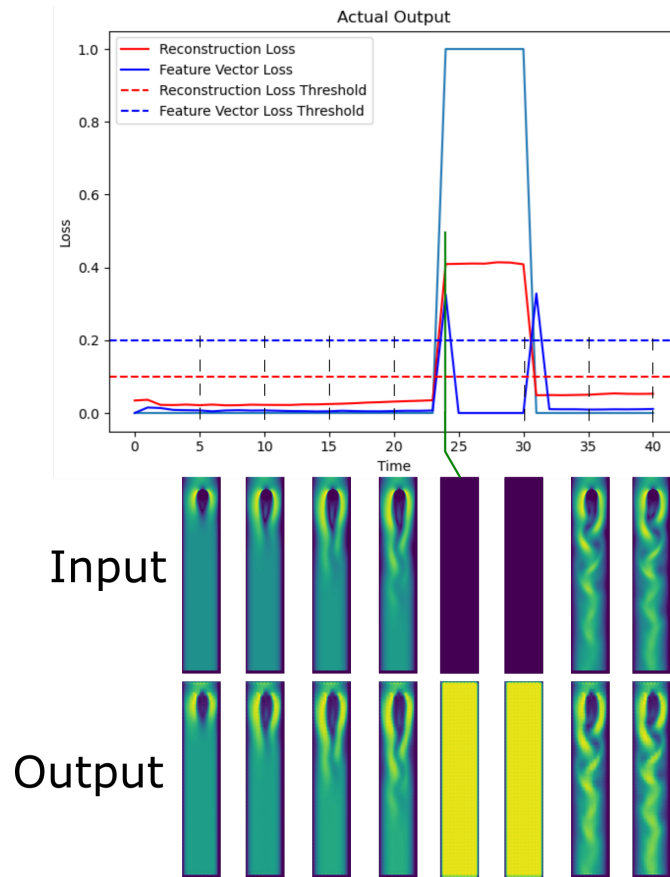 Actual Output
1.0
0.8
0.6
0.4
0.2
0.0
Loss
Reconstruction Loss
Feature Vector Loss
Reconstruction Loss Threshold
Feature Vector Loss Threshold
0 5 10 15 20 25 30 35 40
Time
Input
Output